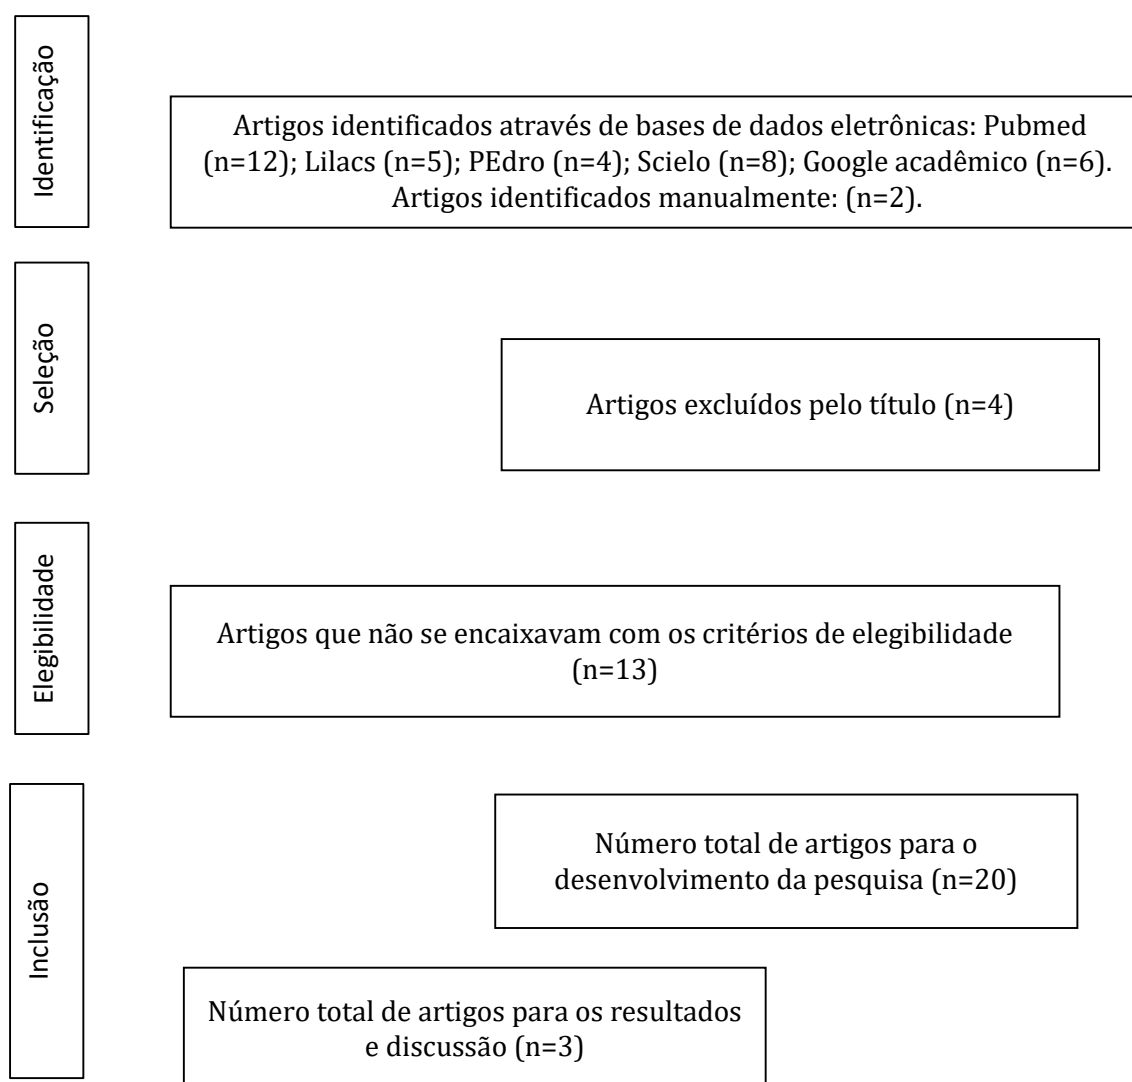 Identificação
Artigos identificados através de bases de dados eletrônicas: Pubmed
(n=12); Lilacs (n=5); PEdro (n=4); Scielo (n=8); Google acadêmico (n=6).
Artigos identificados manualmente: (n=2).
Seleção
Artigos excluídos pelo título (n=4)
Elegibilidade
Artigos que não se encaixavam com os critérios de elegibilidade
(n=13)
Inclusão
Número total de artigos para o
desenvolvimento da pesquisa (n=20)
Número total de artigos para os resultados
e discussão (n=3)